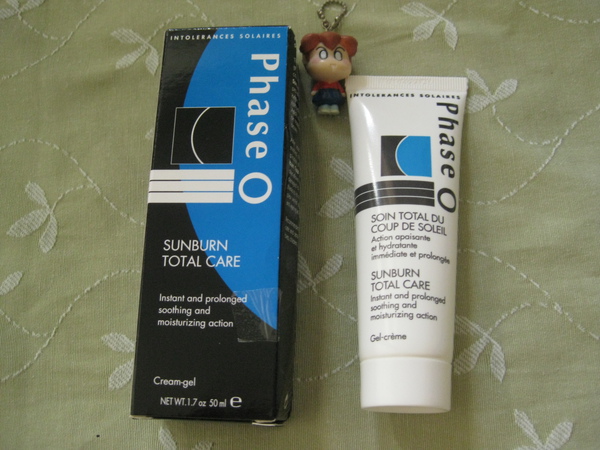 INTOLERANCES SOLAIRES
Phase O
SUNBURN
TOTAL CARE
Instant and prolonged
soothing and
moisturizing action
Cream-gel
NET WT. 1.7 oz 50 ml e
INTOLERANCES SOLAIRES
Phase O
SOIN TOTAL DU
COUP DE SOLEIL
Action apaisante
et hydratante
immédiate et prolongée
SUNBURN
TOTAL CARE
Instant and prolonged
soothing and
moisturizing action
Gel-crème